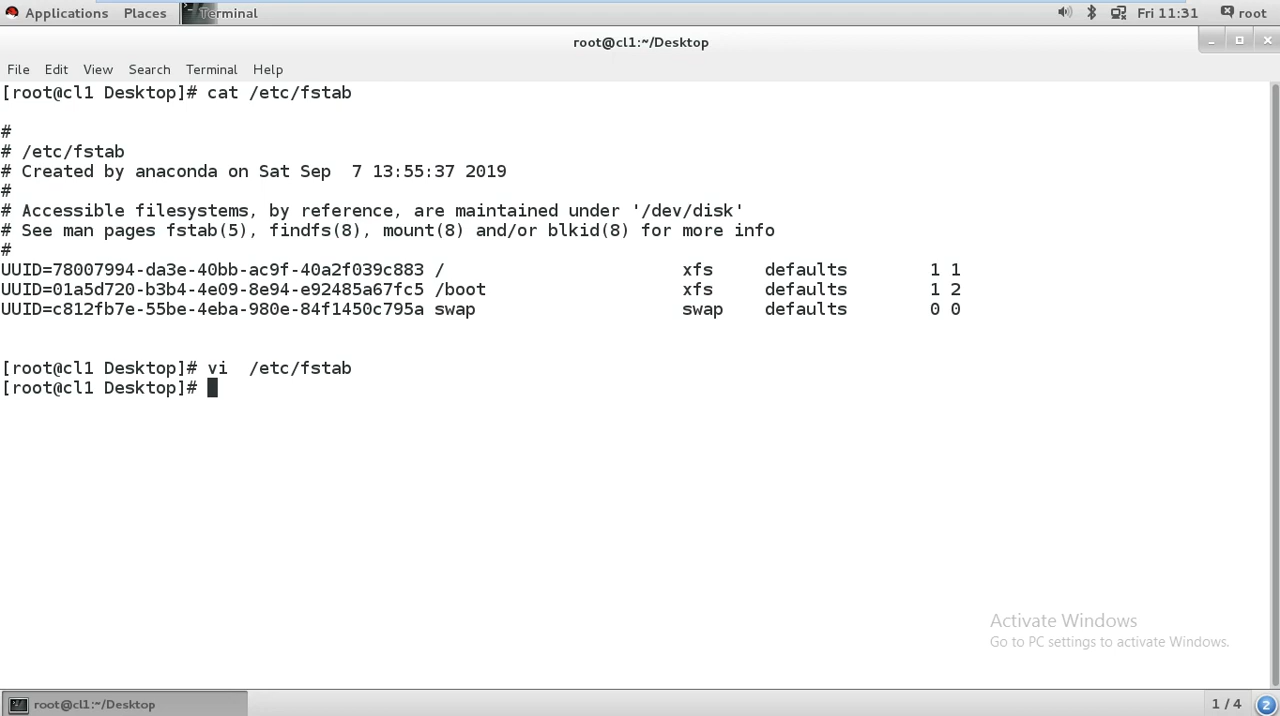 Applications Places Terminal Fri 11:31 root
root@cl1:~/Desktop
File Edit View Search Terminal Help
[root@cl1 Desktop]# cat /etc/fstab
#
# /etc/fstab
# Created by anaconda on Sat Sep  7 13:55:37 2019
#
# Accessible filesystems, by reference, are maintained under '/dev/disk'
# See man pages fstab(5), findfs(8), mount(8) and/or blkid(8) for more info
#
UUID=78007994-da3e-40bb-ac9f-40a2f039c883 /                       xfs     defaults        1 1
UUID=01a5d720-b3b4-4e09-8e94-e92485a67fc5 /boot                   xfs     defaults        1 2
UUID=c812fb7e-55be-4eba-980e-84f1450c795a swap                    swap    defaults        0 0
[root@cl1 Desktop]# vi  /etc/fstab
[root@cl1 Desktop]#
Activate Windows
Go to PC settings to activate Windows.
root@cl1:~/Desktop 1 / 4 2